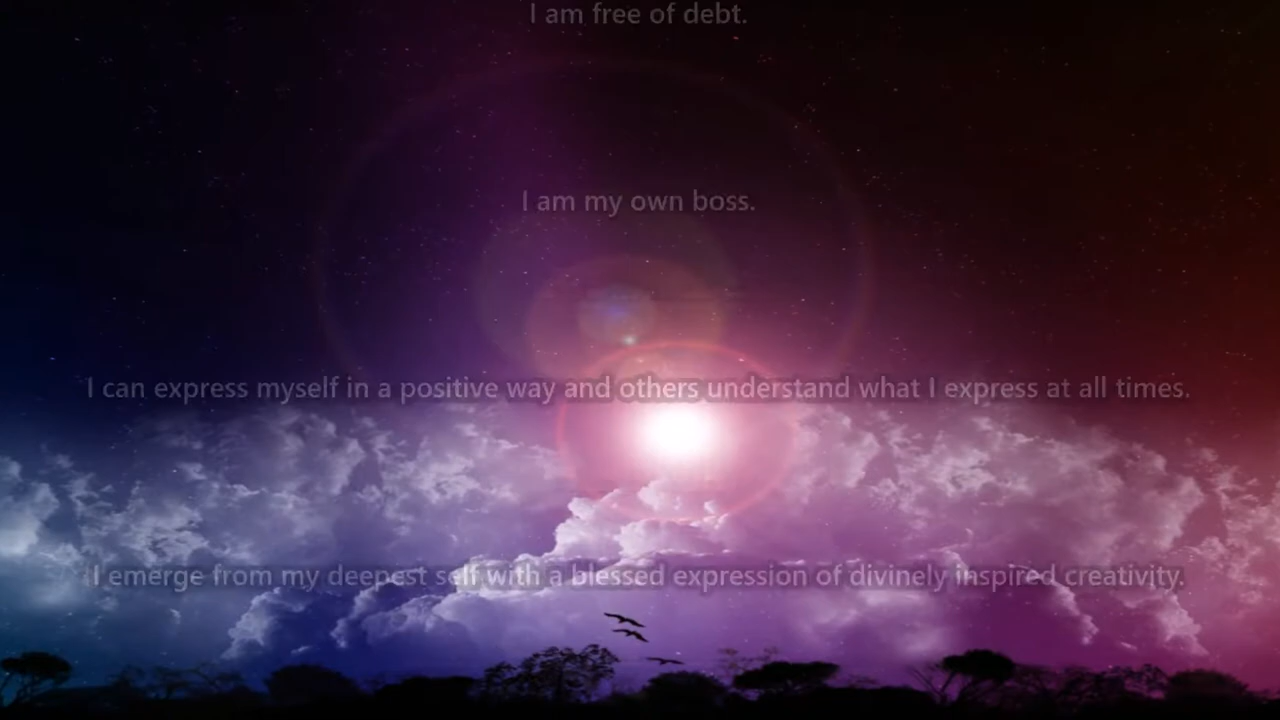 I am free of debt.
I am my own boss.
I can express myself in a positive way and others understand what I express at all times.
I emerge from my deepest self with a blessed expression of divinely inspired creativity.